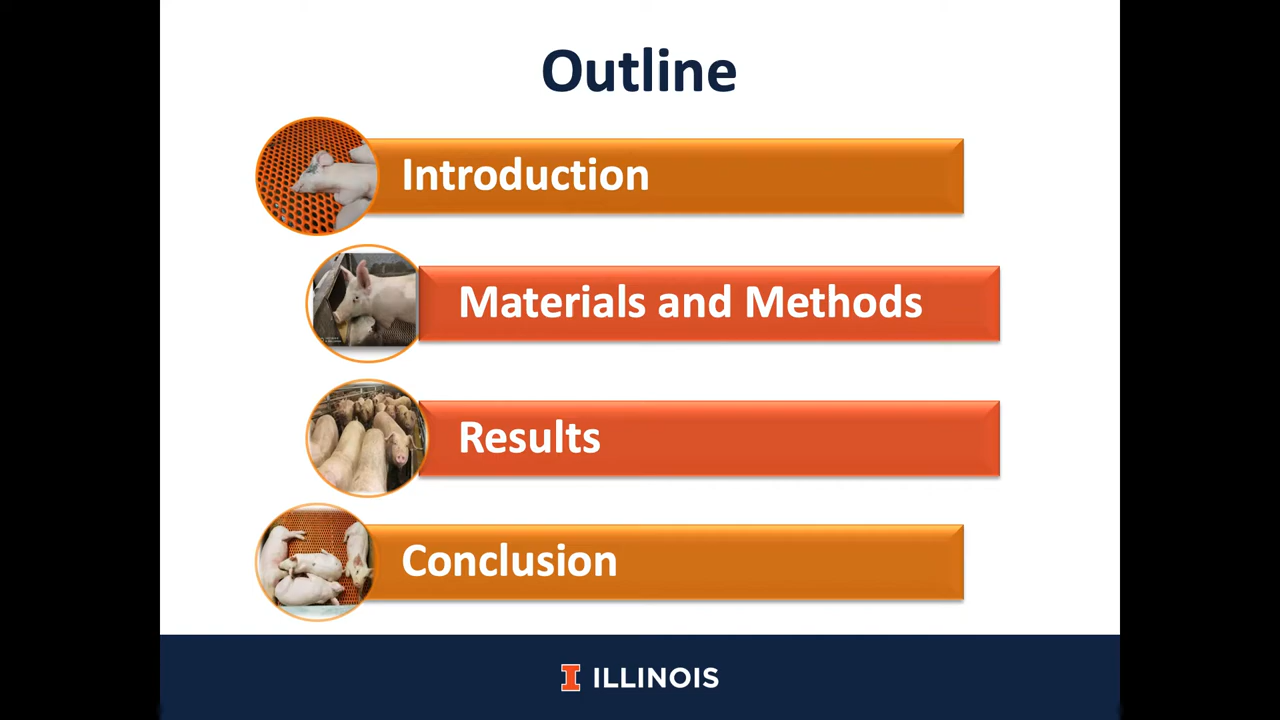 Outline
Introduction
Materials and Methods
Results
Conclusion
I ILLINOIS